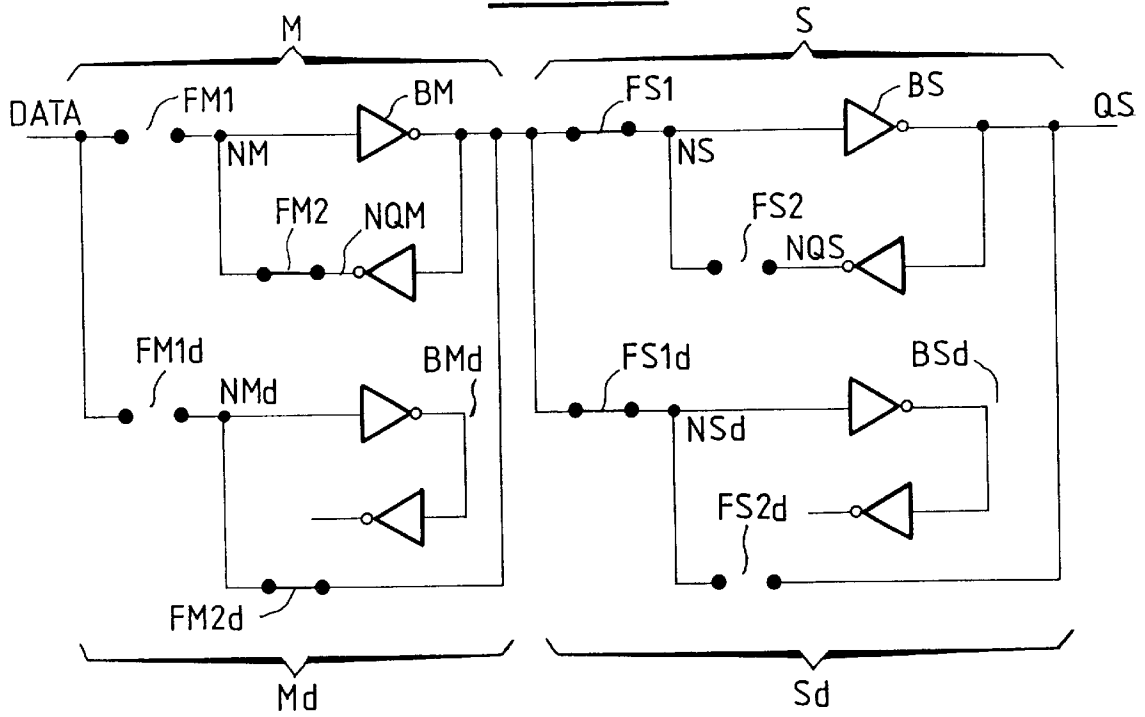 M
S
DATA
FM1
BM
FS1
BS
QS
NM
NS
FM2
NQM
FS2
NQS
FM1d
BMd
FS1d
BSd
NMd
NSd
FS2d
FM2d
Md
Sd